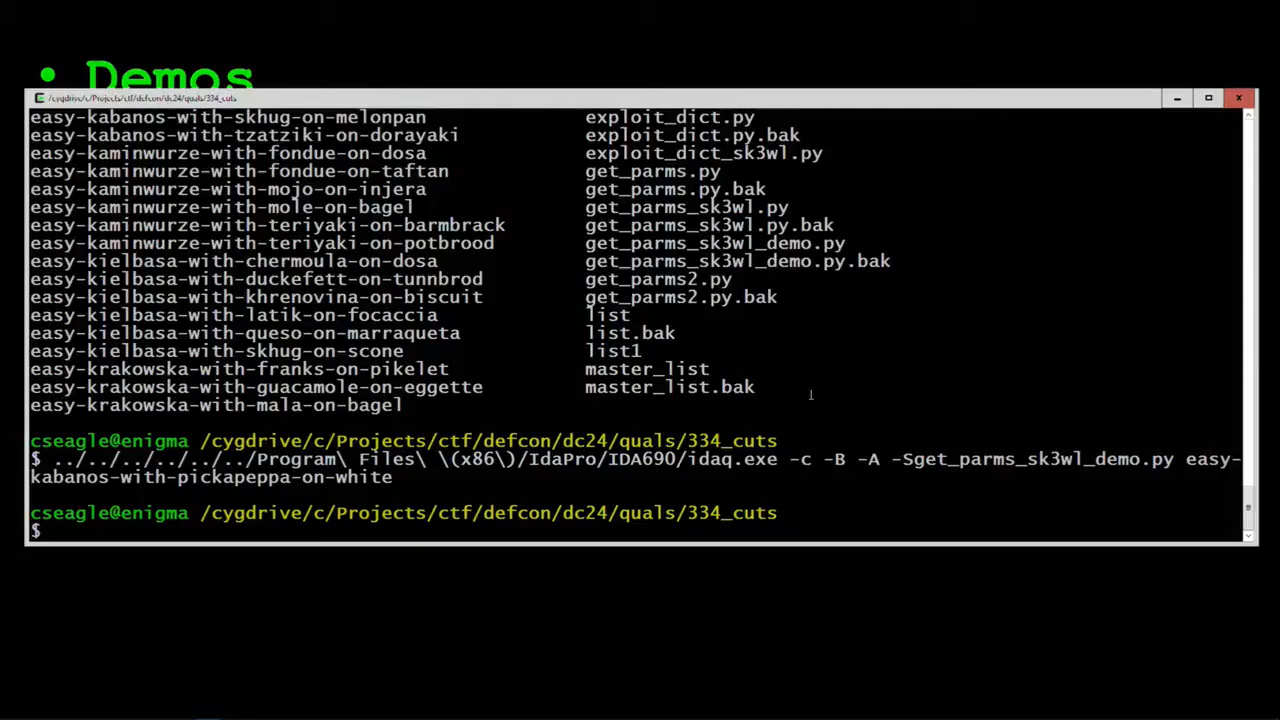 • Demos
/cygdrive/c/Projects/ctf/defcon/dc24/quals/334_cuts
easy-kabanos-with-skhug-on-melonpan exploit_dict.py
easy-kabanos-with-tzatziki-on-dorayaki exploit_dict.py.bak
easy-kaminwurze-with-fondue-on-dosa exploit_dict_sk3wl.py
easy-kaminwurze-with-fondue-on-taftan get_parms.py
easy-kaminwurze-with-mojo-on-injera get_parms.py.bak
easy-kaminwurze-with-mole-on-bagel get_parms_sk3wl.py
easy-kaminwurze-with-teriyaki-on-barmbrack get_parms_sk3wl.py.bak
easy-kaminwurze-with-teriyaki-on-potbrood get_parms_sk3wl_demo.py
easy-kielbasa-with-chermoula-on-dosa get_parms_sk3wl_demo.py.bak
easy-kielbasa-with-duckefett-on-tunnbrod get_parms2.py
easy-kielbasa-with-khrenovina-on-biscuit get_parms2.py.bak
easy-kielbasa-with-latik-on-focaccia list
easy-kielbasa-with-queso-on-marraqueta list.bak
easy-kielbasa-with-skhug-on-scone list1
easy-krakowska-with-franks-on-pikelet master_list
easy-krakowska-with-guacamole-on-eggette master_list.bak
easy-krakowska-with-mala-on-bagel
cseagle@enigma /cygdrive/c/Projects/ctf/defcon/dc24/quals/334_cuts
$ ../../../../../../Program\ Files\ \(x86\)/IdaPro/IDA690/idaq.exe -c -B -A -Sget_parms_sk3wl_demo.py easy-
kabanos-with-pickapeppa-on-white
cseagle@enigma /cygdrive/c/Projects/ctf/defcon/dc24/quals/334_cuts
$